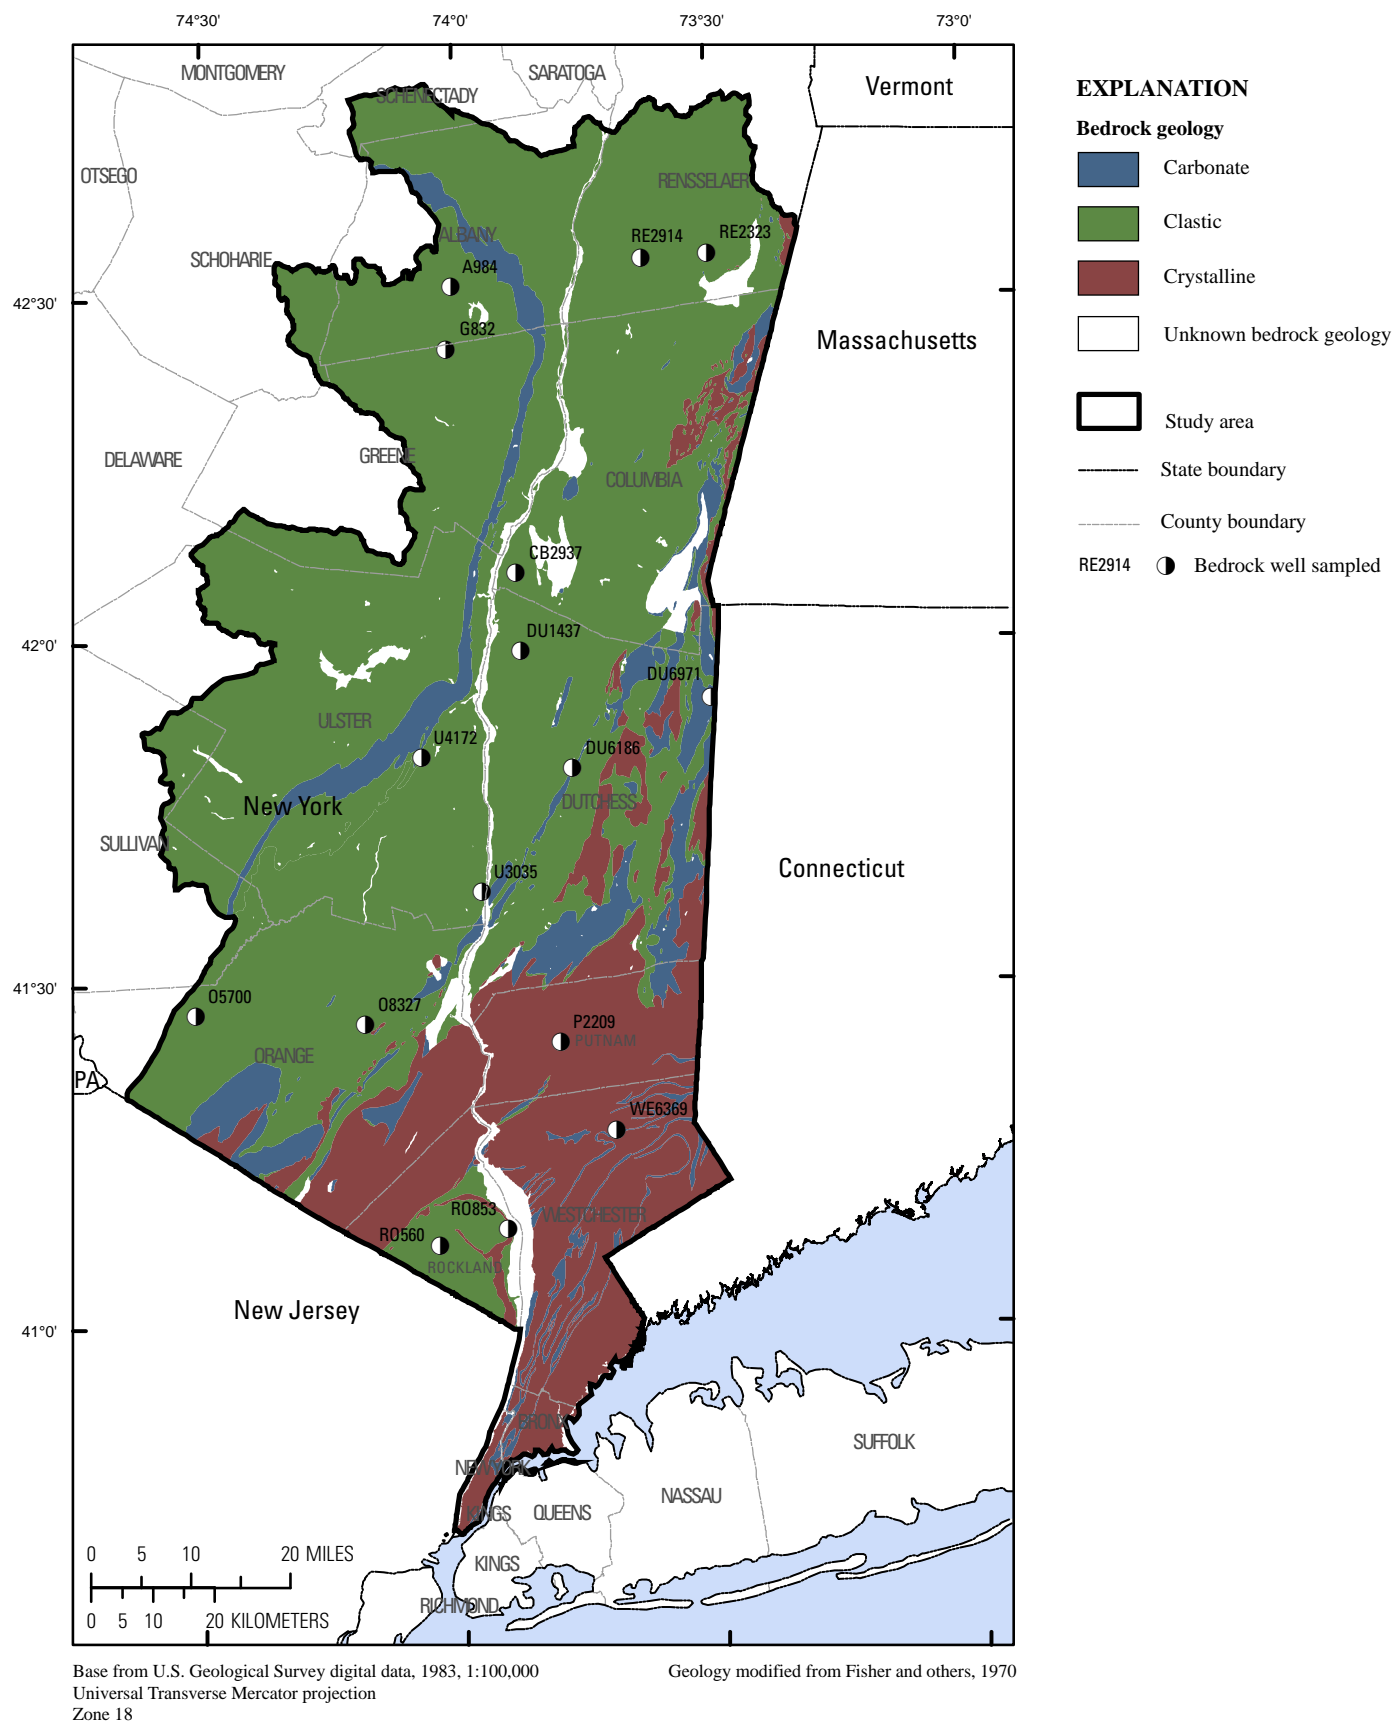 74°30' 74°0' 73°30' 73°0'
MONTGOMERY
SARATOGA
SCHENECTADY
Vermont
OTSEGO
RENSSELAER
ALBANY
RE2914
RE2323
SCHOHARIE
A984
42°30'
G832
Massachusetts
DELAWARE
GREENE
COLUMBIA
CB2937
DU1437
42°0'
DU6971
ULSTER
U4172
DU6186
New York
DUTCHESS
SULLIVAN
Connecticut
U3035
41°30'
O5700
O8327
P2209
PUTNAM
ORANGE
PA
WE6369
RO853
WESTCHESTER
RO560
ROCKLAND
New Jersey
41°0'
BRONX
SUFFOLK
NEW YORK
NASSAU
KINGS
QUEENS
KINGS
RICHMOND
0 5 10 20 MILES
0 5 10 20 KILOMETERS
EXPLANATION
Bedrock geology
Carbonate
Clastic
Crystalline
Unknown bedrock geology
Study area
State boundary
County boundary
RE2914 Bedrock well sampled
Base from U.S. Geological Survey digital data, 1983, 1:100,000
Universal Transverse Mercator projection
Zone 18
Geology modified from Fisher and others, 1970